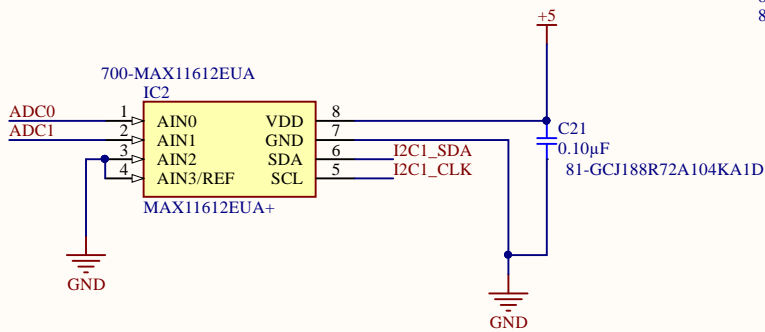 +5
8
700-MAX11612EUA
IC2
ADC0 1 AIN0 VDD 8
ADC1 2 AIN1 GND 7
3 AIN2 SDA 6 I2C1_SDA
4 AIN3/REF SCL 5 I2C1_CLK
MAX11612EUA+
C21
0.10µF
81-GCJ188R72A104KA1D
GND
GND